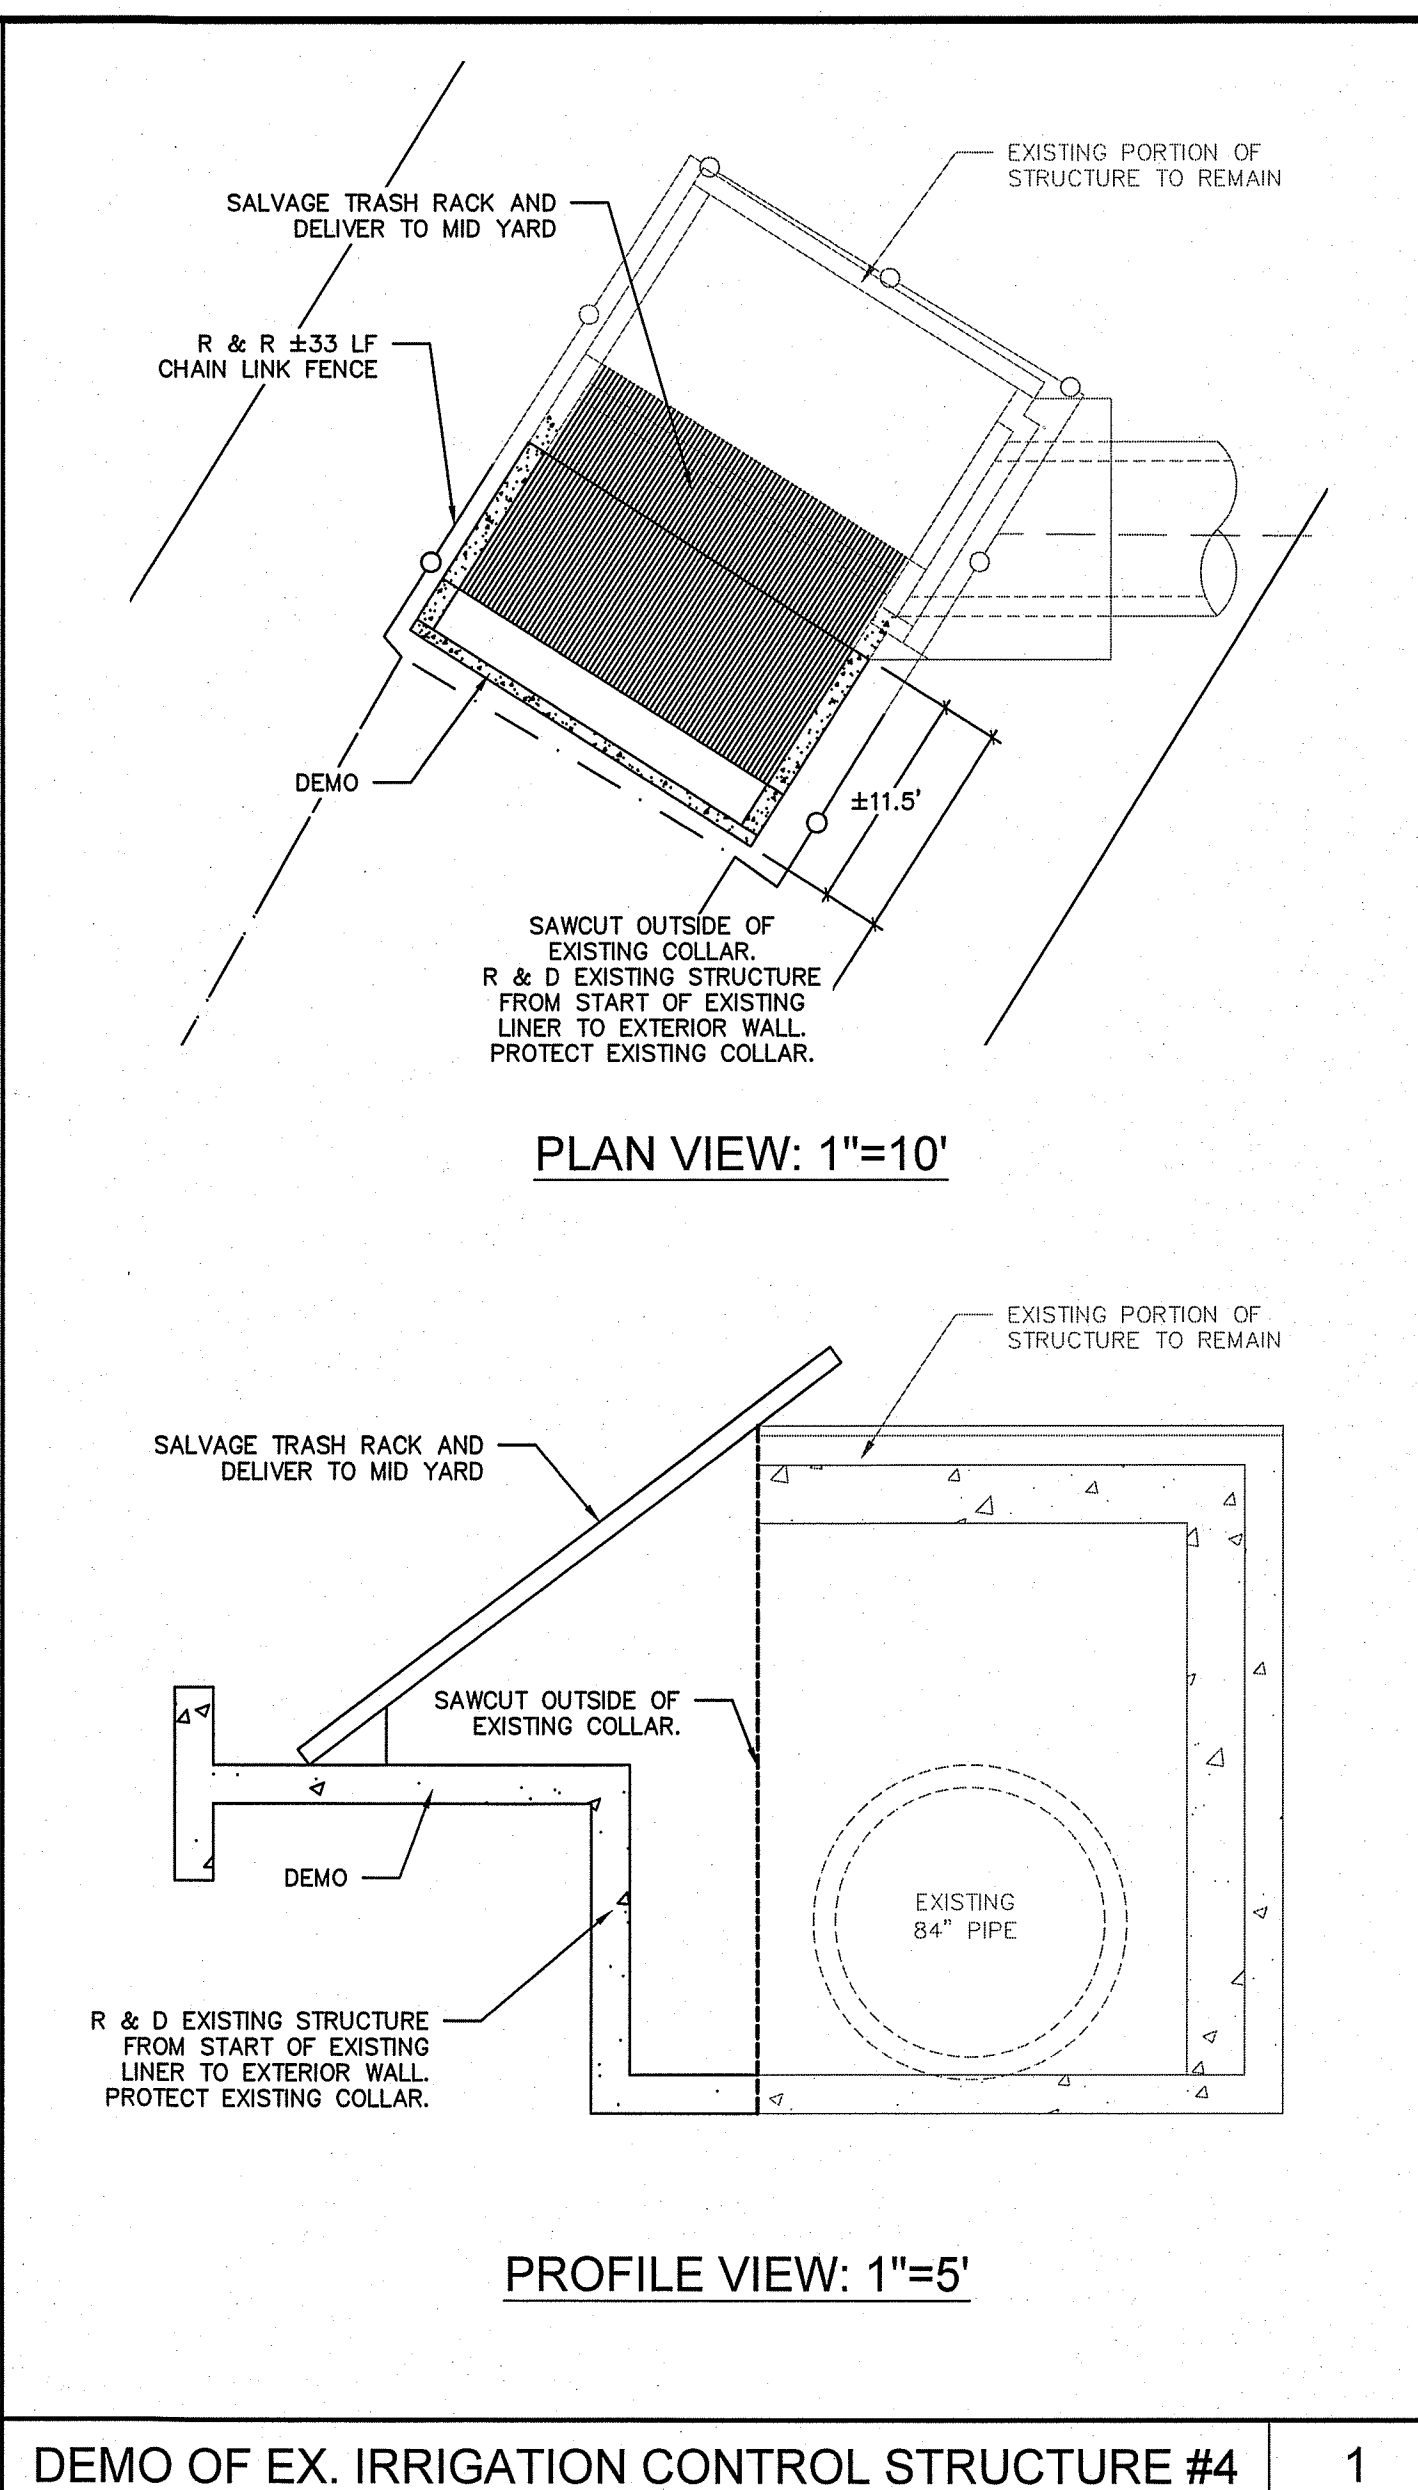 EXISTING PORTION OF
STRUCTURE TO REMAIN
SALVAGE TRASH RACK AND
DELIVER TO MID YARD
R & R ±33 LF
CHAIN LINK FENCE
DEMO
±11.5'
SAWCUT OUTSIDE OF
EXISTING COLLAR.
R & D EXISTING STRUCTURE
FROM START OF EXISTING
LINER TO EXTERIOR WALL.
PROTECT EXISTING COLLAR.
PLAN VIEW: 1"=10'
EXISTING PORTION OF
STRUCTURE TO REMAIN
SALVAGE TRASH RACK AND
DELIVER TO MID YARD
SAWCUT OUTSIDE OF
EXISTING COLLAR.
DEMO
EXISTING
84" PIPE
R & D EXISTING STRUCTURE
FROM START OF EXISTING
LINER TO EXTERIOR WALL.
PROTECT EXISTING COLLAR.
PROFILE VIEW: 1"=5'
DEMO OF EX. IRRIGATION CONTROL STRUCTURE #4
1